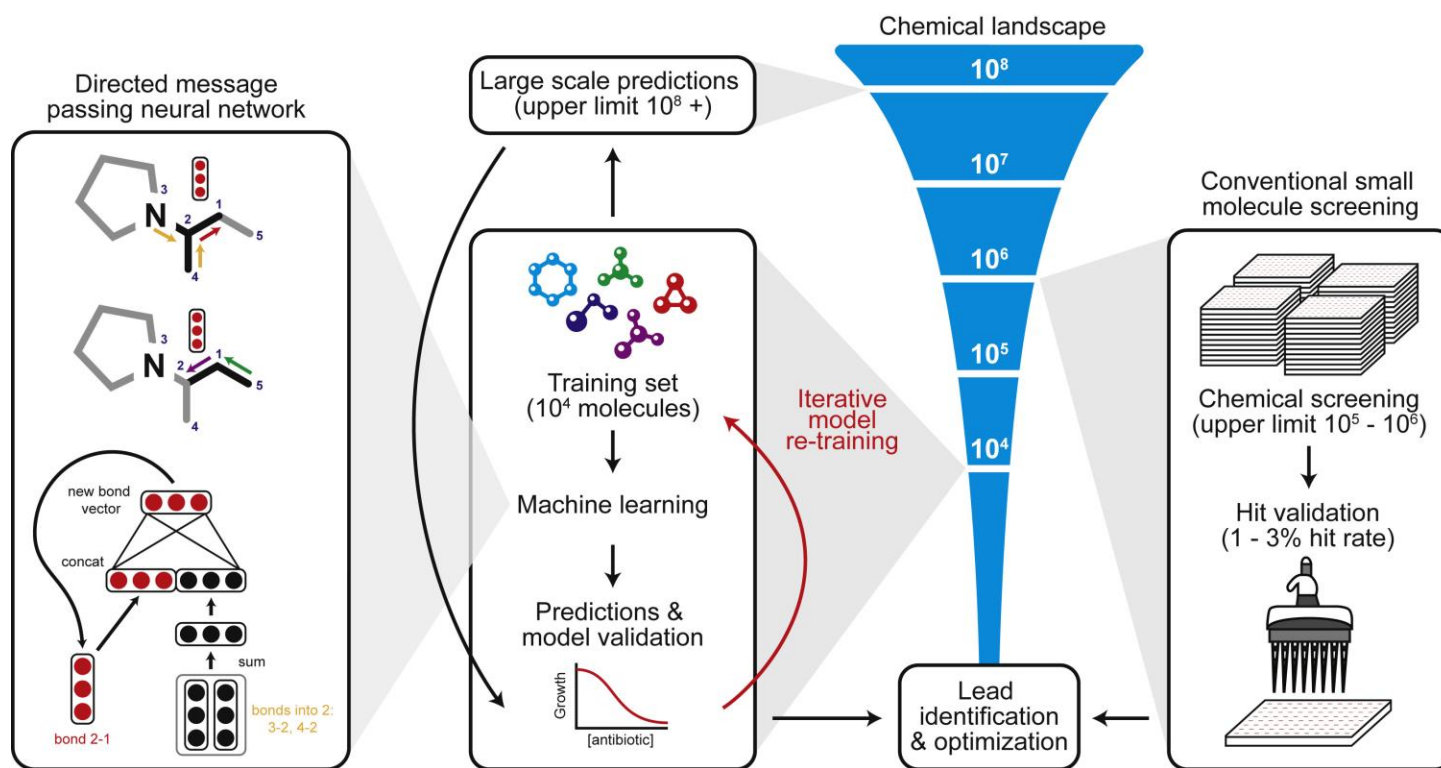 Directed message
passing neural network
3
N
2
1
5
4
3
N
2
1
5
4
new bond
vector
concat
sum
bond 2-1
bonds into 2:
3-2, 4-2
Large scale predictions
(upper limit 10⁸ +)
Training set
(10⁴ molecules)
Machine learning
Predictions &
model validation
Growth
[antibiotic]
Iterative
model
re-training
Chemical landscape
10⁸
10⁷
10⁶
10⁵
10⁴
Lead
identification
& optimization
Conventional small
molecule screening
Chemical screening
(upper limit 10⁵ - 10⁶)
Hit validation
(1 - 3% hit rate)